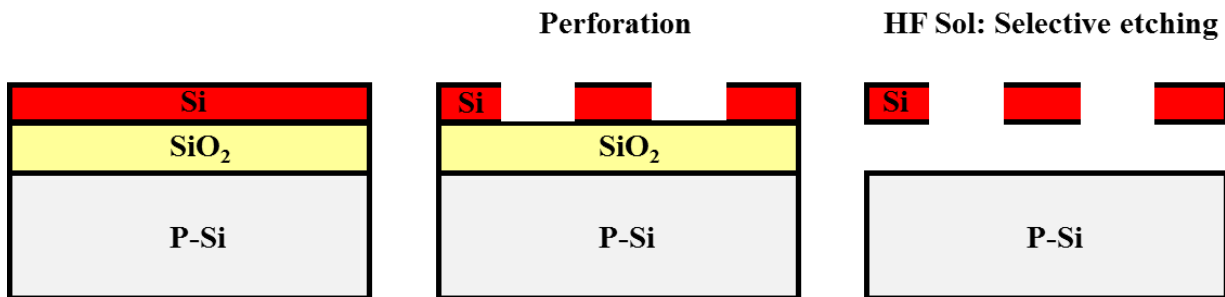 Perforation
HF Sol: Selective etching
Si
Si
Si
SiO₂
SiO₂
P-Si
P-Si
P-Si